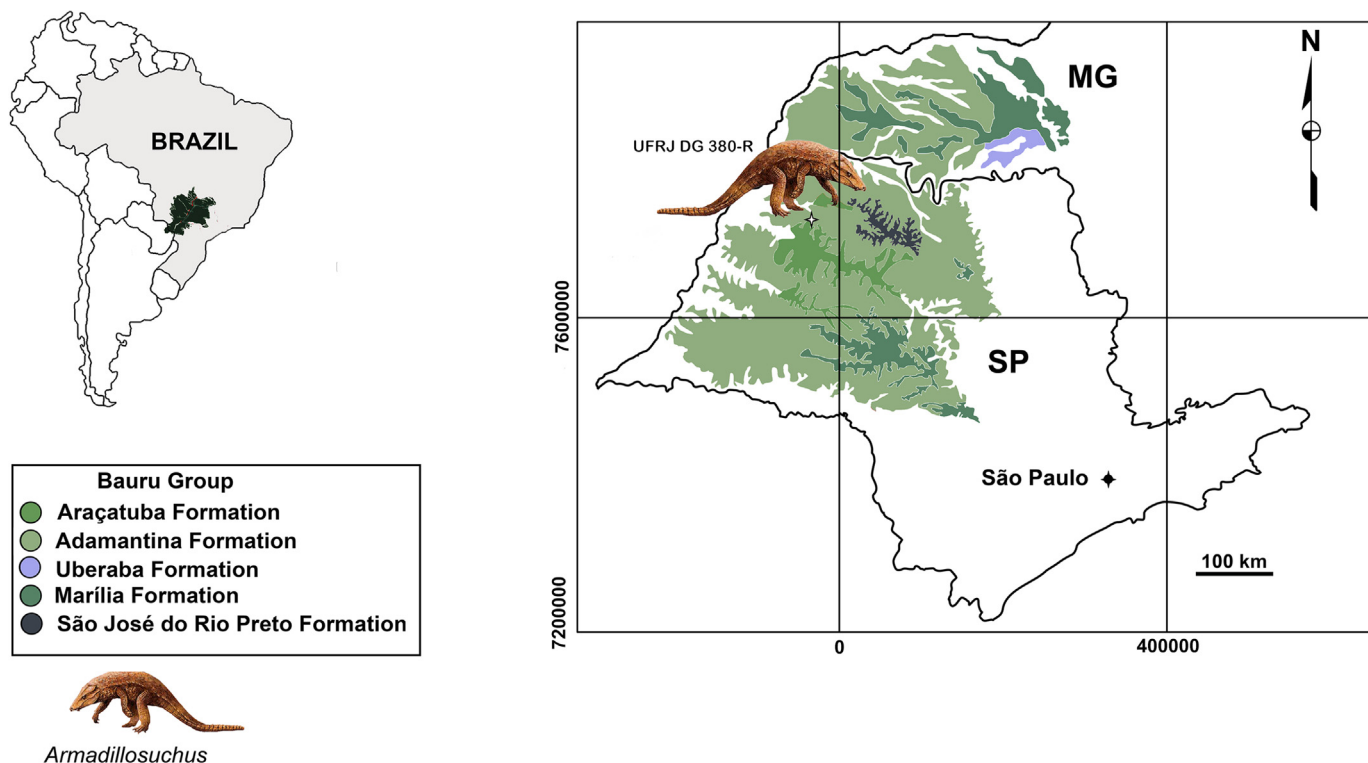 BRAZIL
Bauru Group
Araçatuba Formation
Adamantina Formation
Uberaba Formation
Marília Formation
São José do Rio Preto Formation
Armadillosuchus
UFRJ DG 380-R
MG
N
7600000
SP
São Paulo
100 km
7200000
0
400000